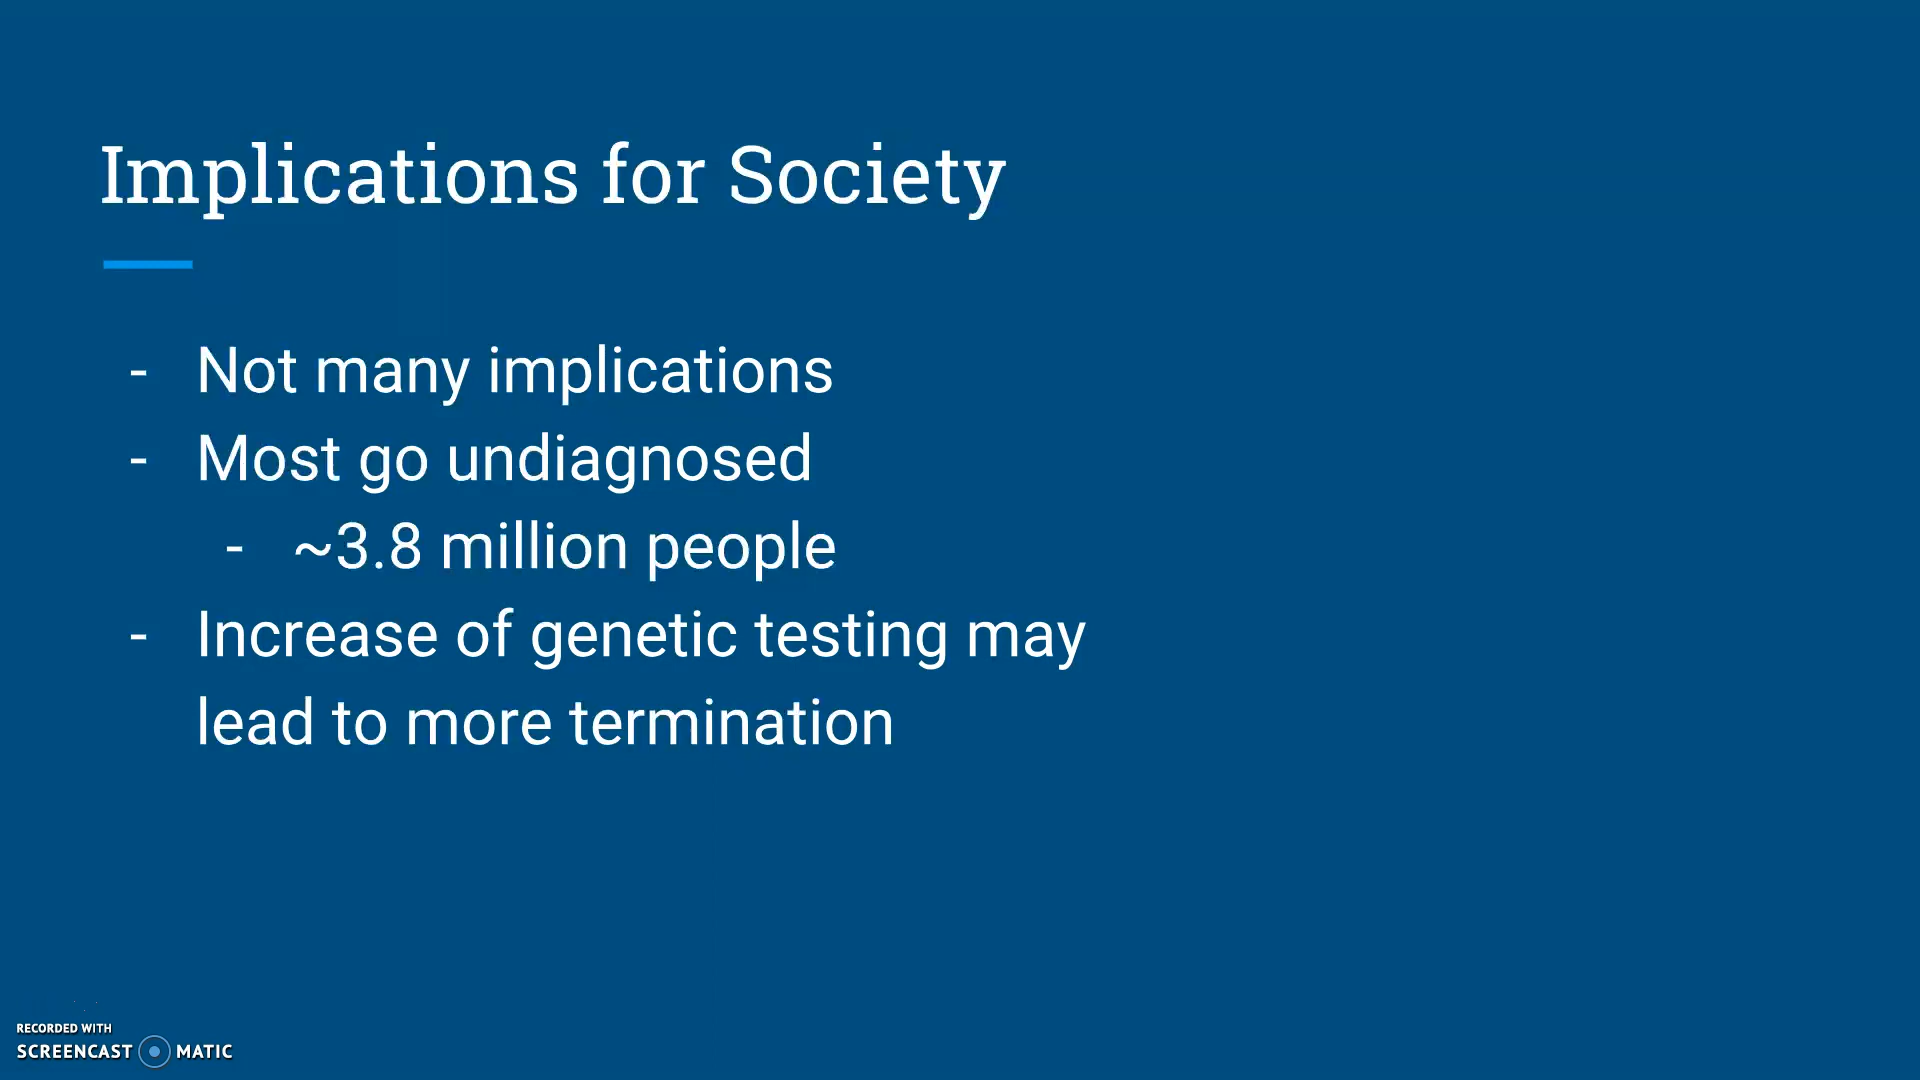 Implications for Society
- Not many implications
- Most go undiagnosed
- ~3.8 million people
- Increase of genetic testing may
lead to more termination
RECORDED WITH
SCREENCAST MATIC